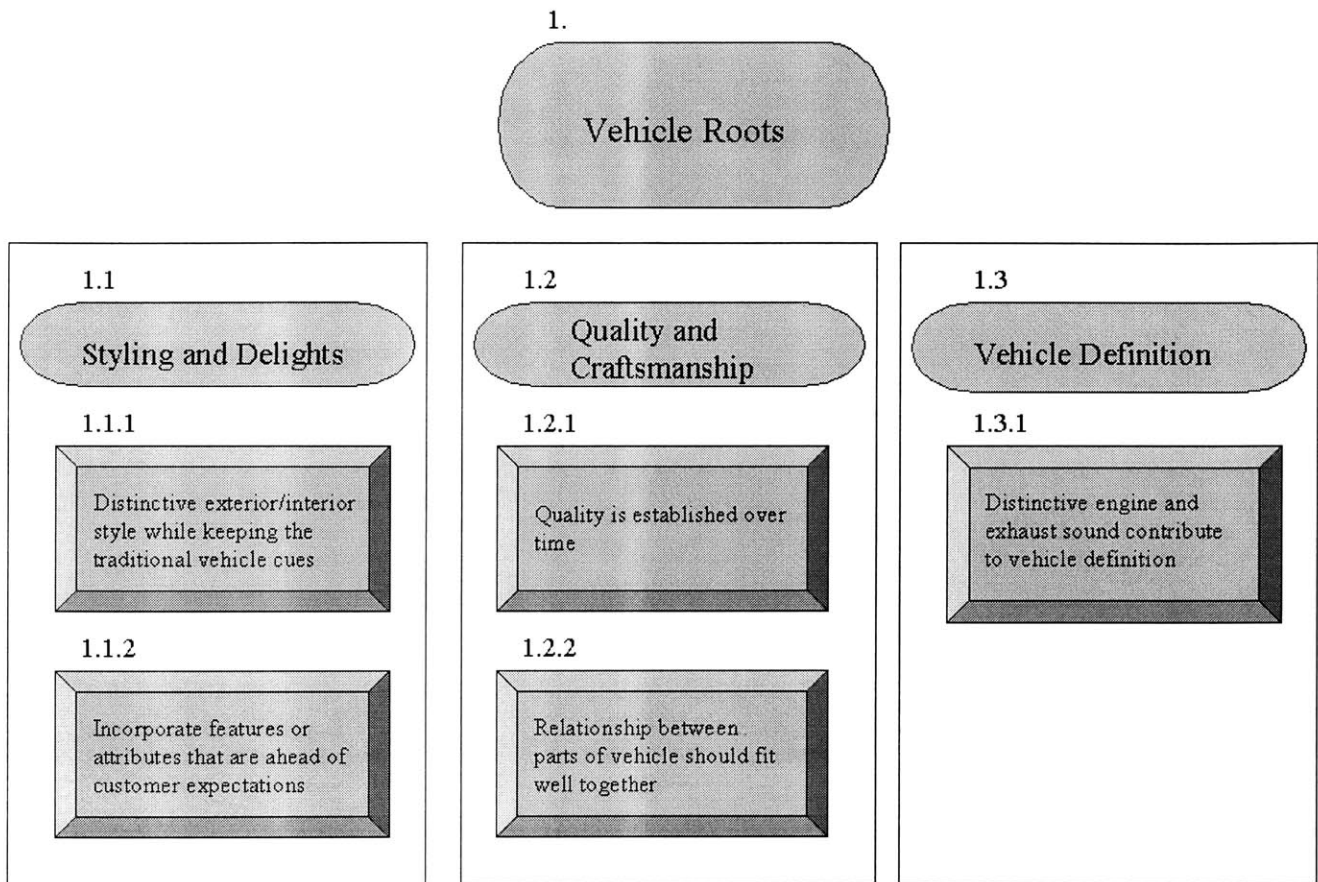 1.
Vehicle Roots
1.1
Styling and Delights
1.1.1
Distinctive exterior/interior
style while keeping the
traditional vehicle cues
1.1.2
Incorporate features or
attributes that are ahead of
customer expectations
1.2
Quality and
Craftsmanship
1.2.1
Quality is established over
time
1.2.2
Relationship between
parts of vehicle should fit
well together
1.3
Vehicle Definition
1.3.1
Distinctive engine and
exhaust sound contribute
to vehicle definition